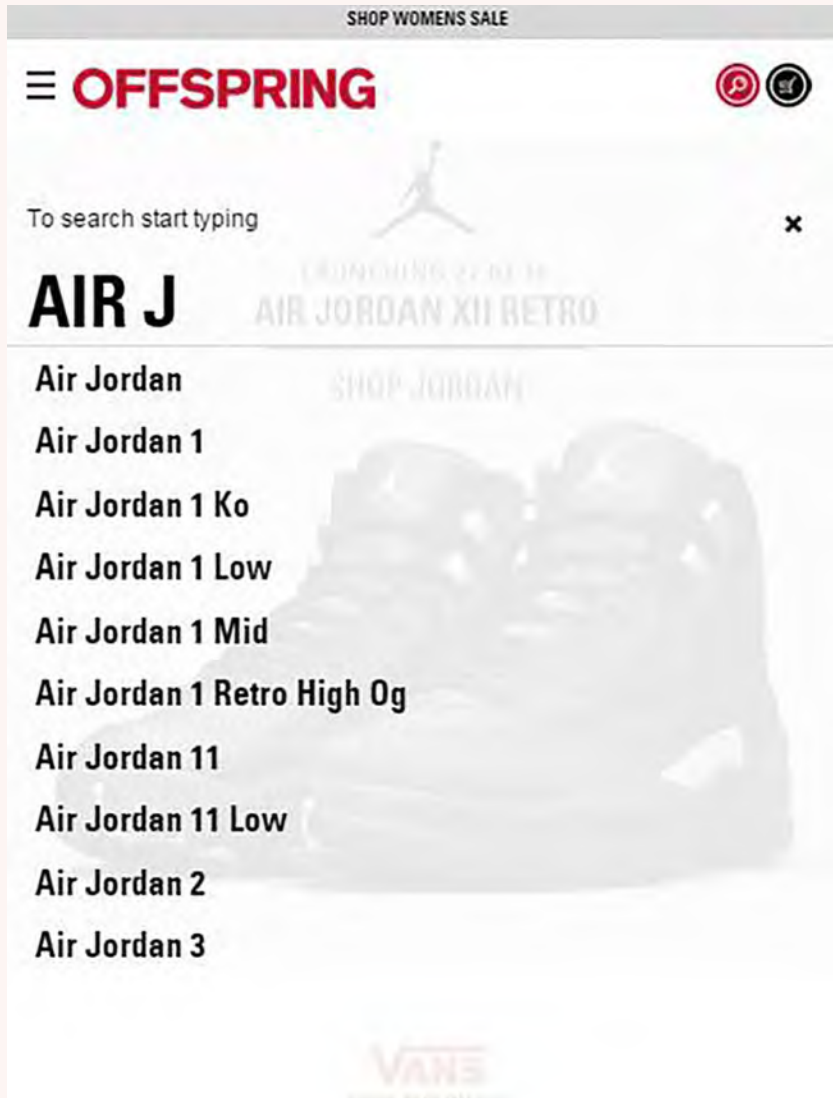 SHOP WOMENS SALE
OFFSPRING
To search start typing
AIR J
AIR JORDAN XII RETRO
SHOP JORDAN
Air Jordan
Air Jordan 1
Air Jordan 1 Ko
Air Jordan 1 Low
Air Jordan 1 Mid
Air Jordan 1 Retro High Og
Air Jordan 11
Air Jordan 11 Low
Air Jordan 2
Air Jordan 3
VANS